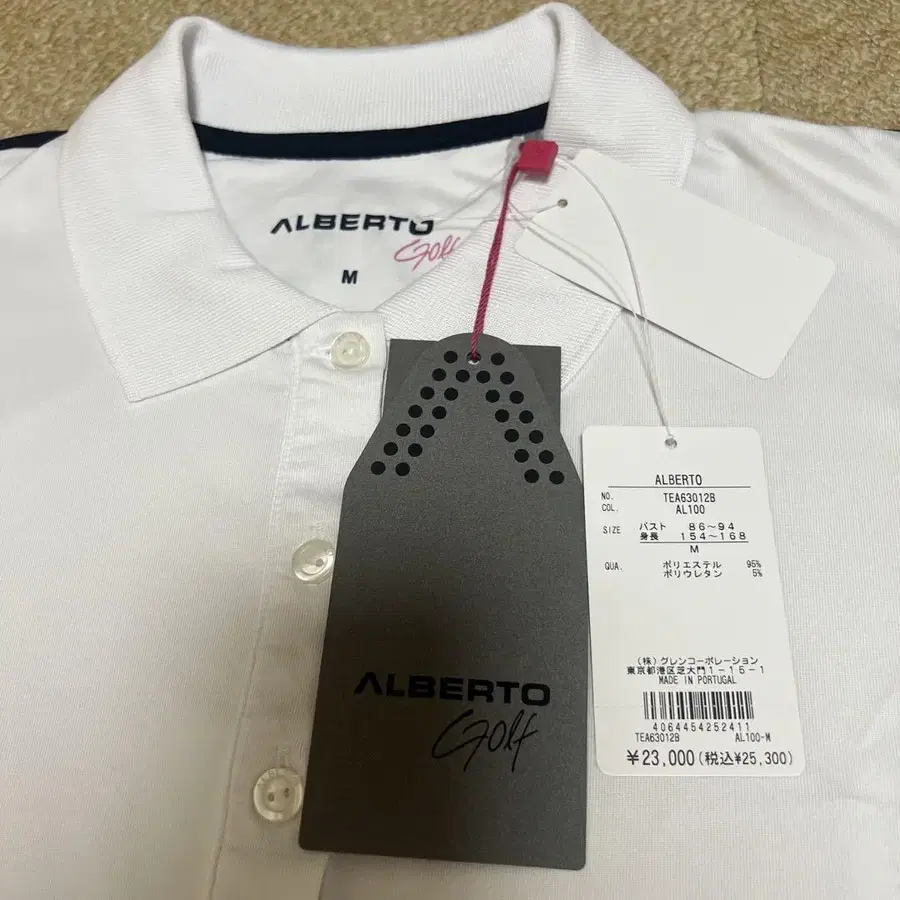 ALBERTO
Golf
M
ALBERTO
Golf
ALBERTO
NO. TEA63012B
COL. AL100
SIZE バスト 86~94
身長 154~168
M
QUA. ポリエステル 95%
ポリウレタン 5%
(株)グレンコーポレーション
東京都港区芝大門1-15-1
MADE IN PORTUGAL
4064454252411
TEA63012B AL100-M
¥23,000(税込¥25,300)